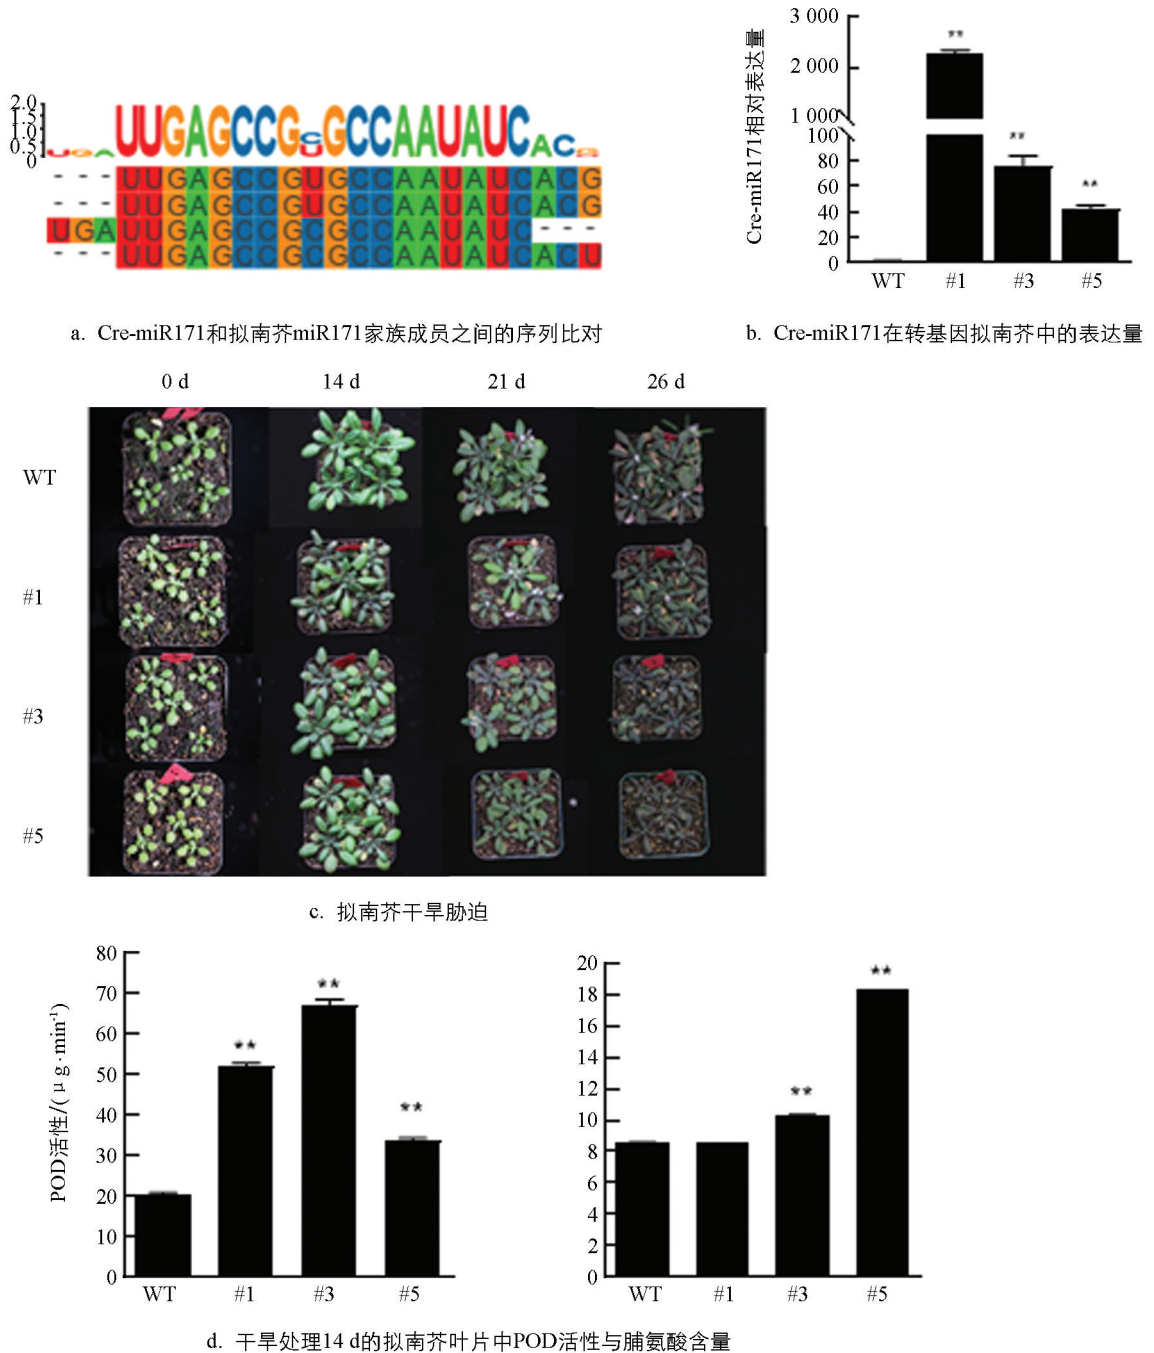 2.0
1.5
1.0
0.5
0
UGAUUGAGCCGCGCCAAUAUCACG
U
- - - UUGAGCCGUGCCAAUAUCACG
- - - UUGAGCCGUGCCAAUAUCACG
UGAUUGAGCCGCGCCAAUAUC - - -
- - - UUGAGCCGCGCCAAUAUCACU
a. Cre-miR171和拟南芥miR171家族成员之间的序列比对
Cre-miR171相对表达量
3 000
2 000
1 000
100
80
60
40
20
0
**
**
**
WT #1 #3 #5
b. Cre-miR171在转基因拟南芥中的表达量
0 d 14 d 21 d 26 d
WT
#1
#3
#5
c. 拟南芥干旱胁迫
POD活性/(μg·min⁻¹)
80
70
60
50
40
30
20
10
0
**
**
**
WT #1 #3 #5
20
18
16
14
12
10
8
6
4
2
0
**
**
WT #1 #3 #5
d. 干旱处理14 d的拟南芥叶片中POD活性与脯氨酸含量